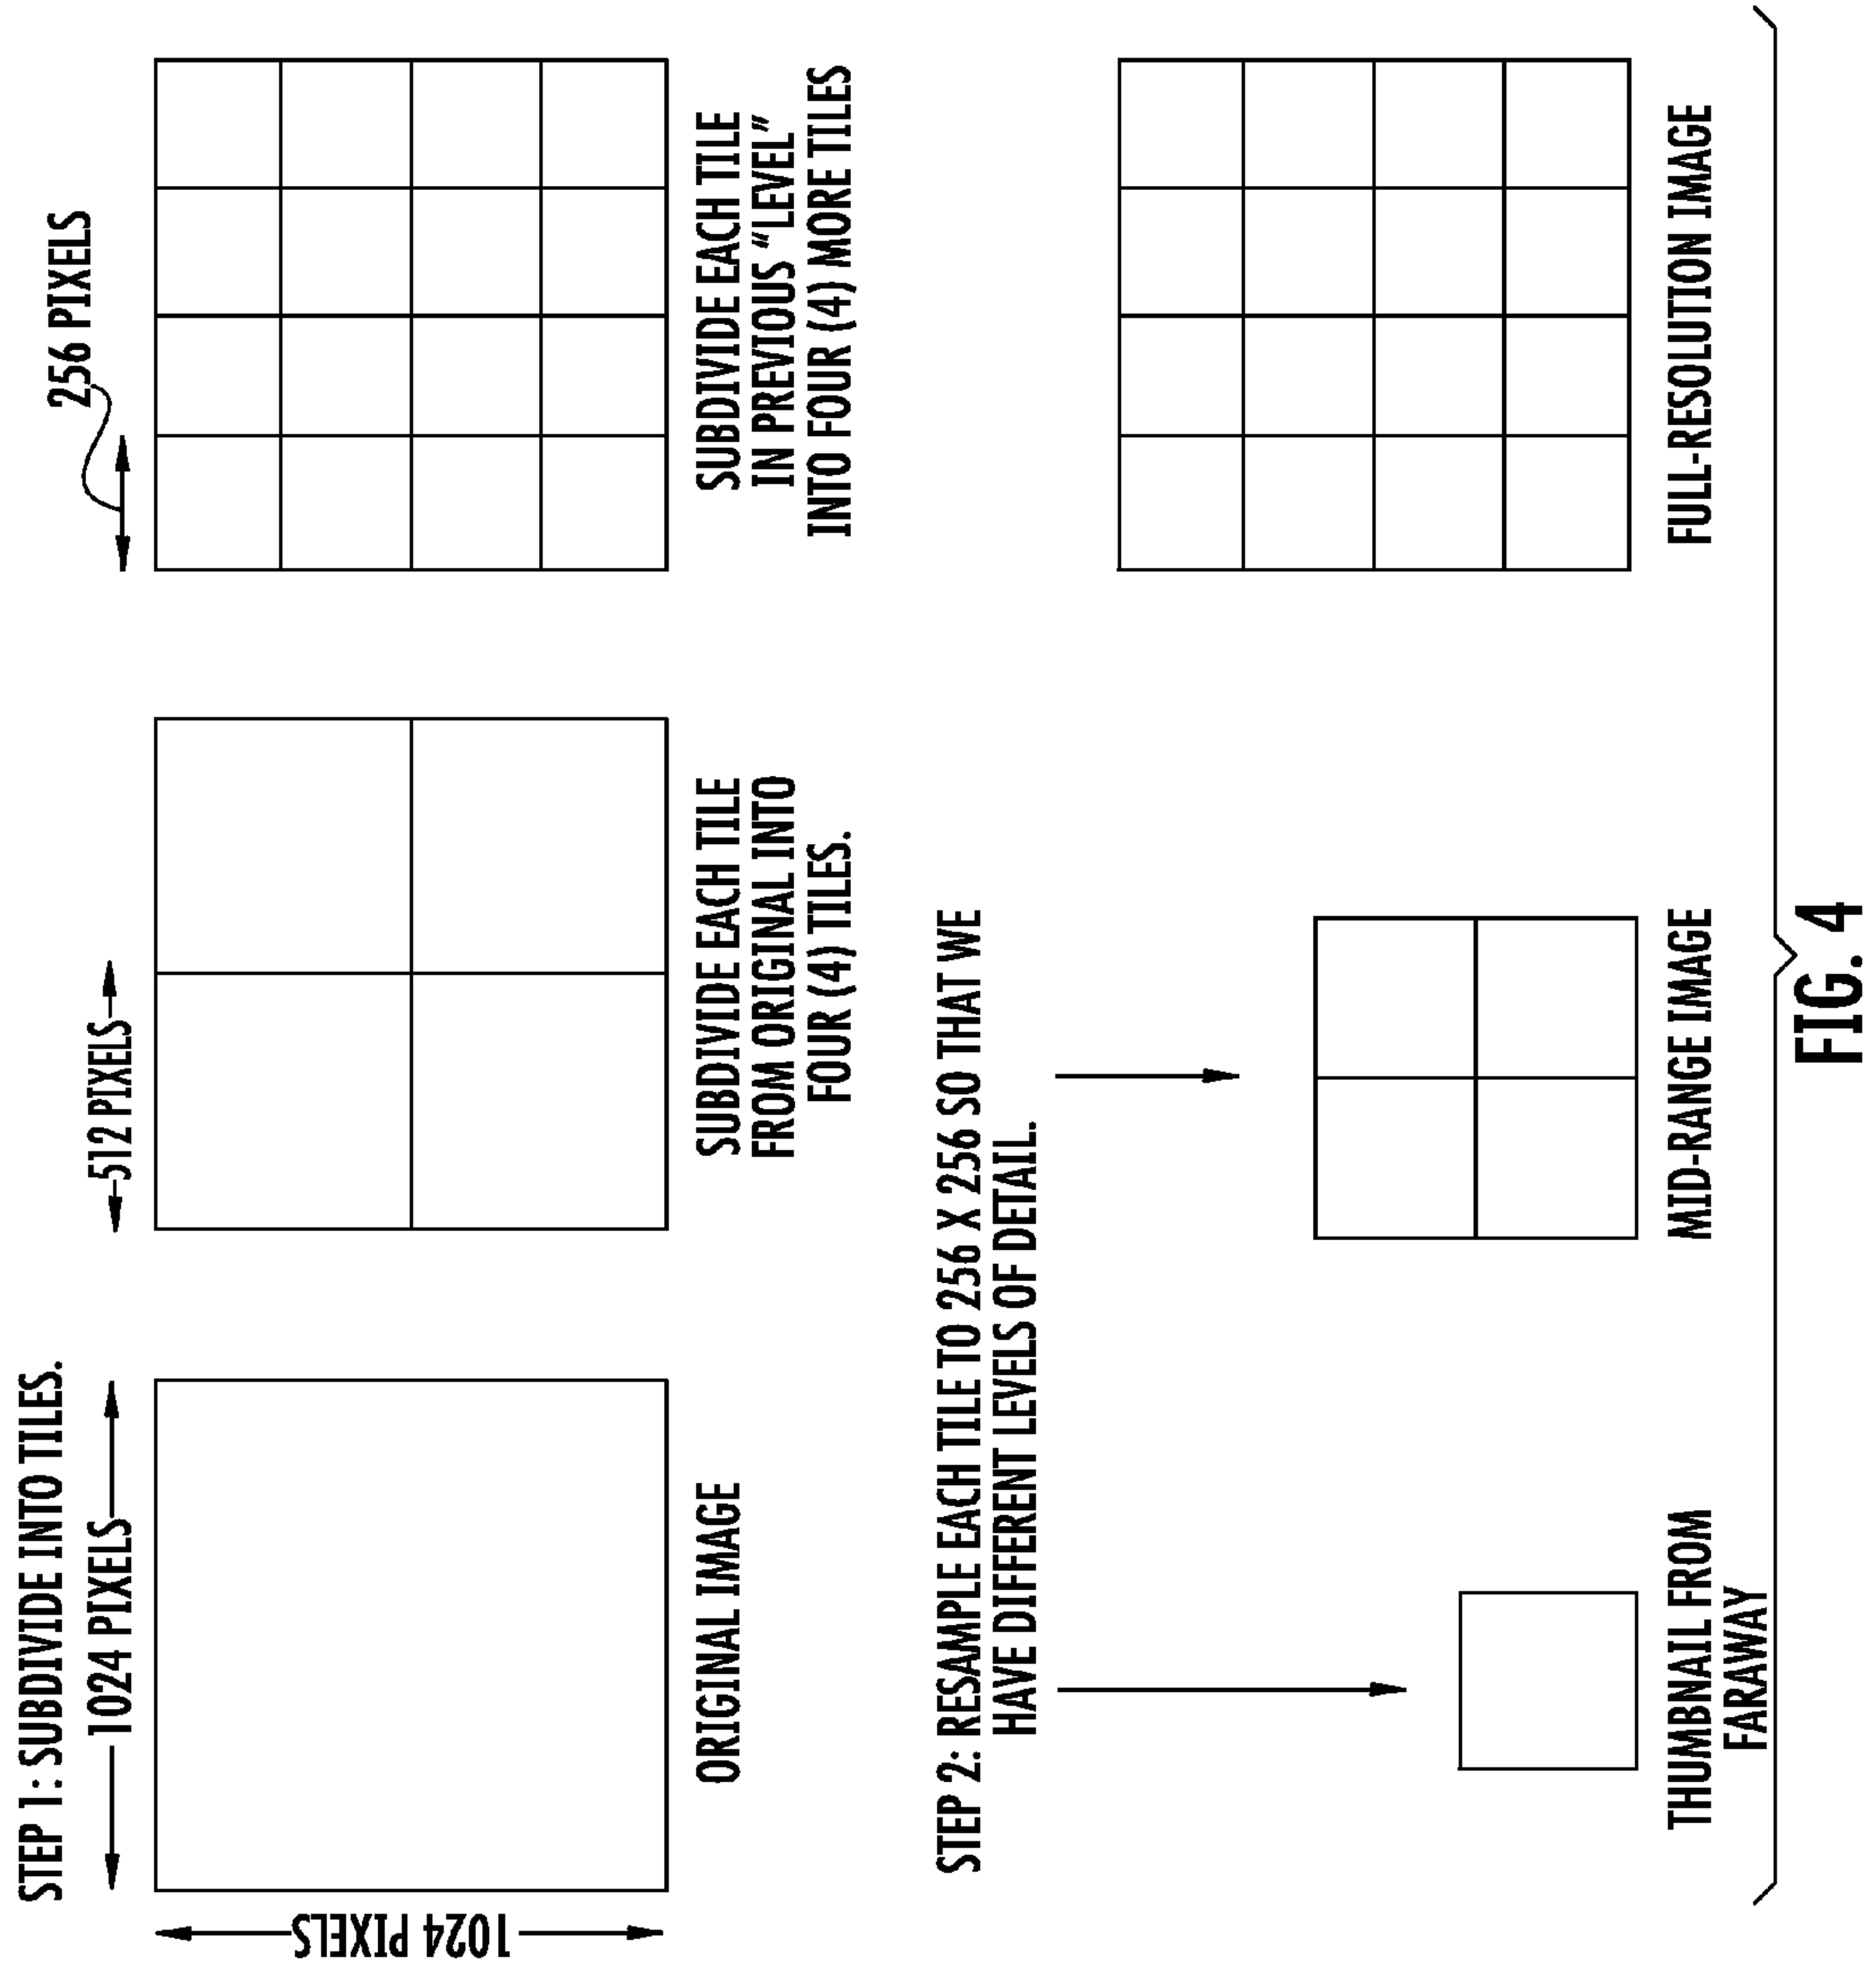 STEP 1: SUBDIVIDE INTO TILES.
1024 PIXELS
512 PIXELS
256 PIXELS
1024 PIXELS
ORIGINAL IMAGE
SUBDIVIDE EACH TILE
FROM ORIGINAL INTO
FOUR (4) TILES.
SUBDIVIDE EACH TILE
IN PREVIOUS "LEVEL"
INTO FOUR (4) MORE TILES
STEP 2: RESAMPLE EACH TILE TO 256 X 256 SO THAT WE
HAVE DIFFERENT LEVELS OF DETAIL.
THUMBNAIL FROM
FARAWAY
MID-RANGE IMAGE
FULL-RESOLUTION IMAGE
FIG. 4